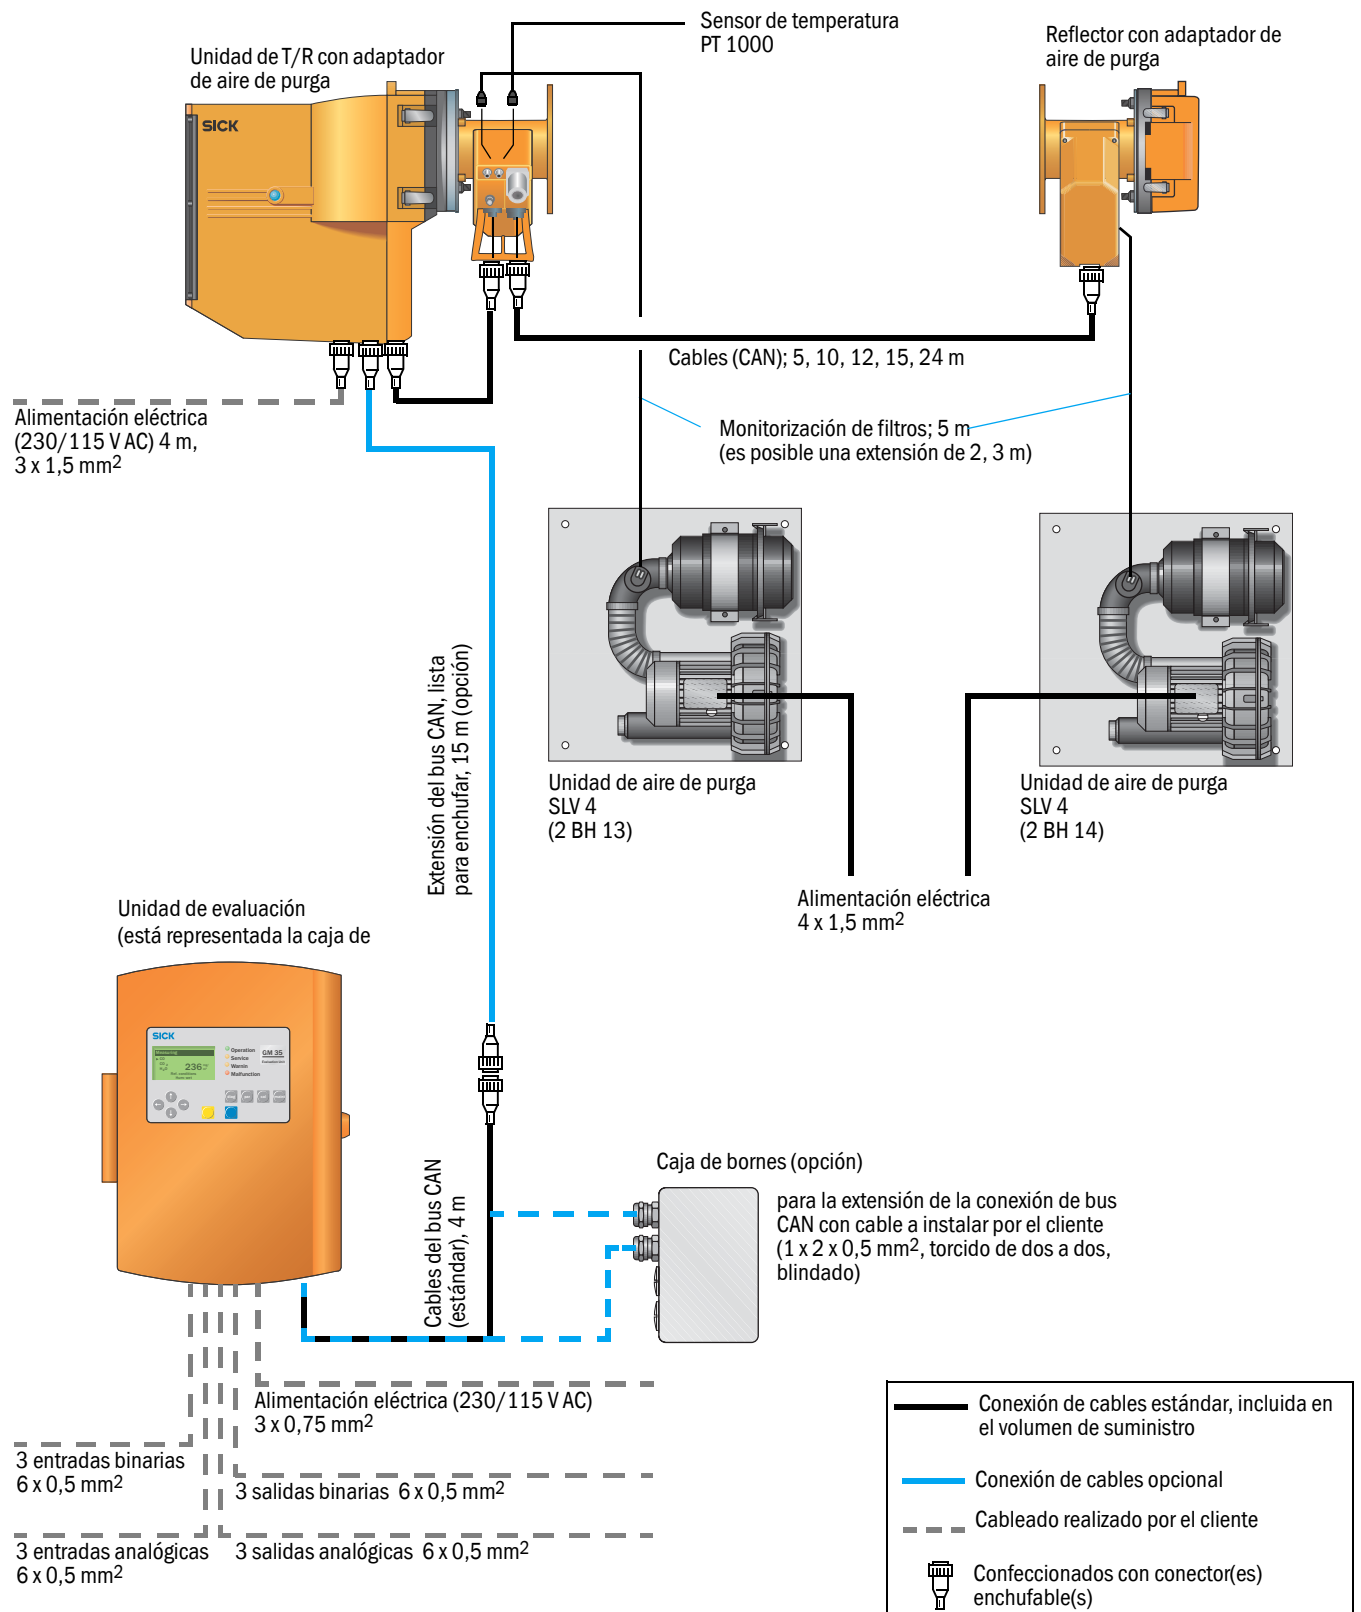 Sensor de temperatura
PT 1000
Unidad de T/R con adaptador
de aire de purga
Reflector con adaptador de
aire de purga
SICK
Cables (CAN); 5, 10, 12, 15, 24 m
Alimentación eléctrica
(230/115 V AC) 4 m,
3 x 1,5 mm²
Monitorización de filtros; 5 m
(es posible una extensión de 2, 3 m)
Extensión del bus CAN, lista
para enchufar, 15 m (opción)
Unidad de aire de purga
SLV 4
(2 BH 13)
Unidad de aire de purga
SLV 4
(2 BH 14)
Alimentación eléctrica
4 x 1,5 mm²
Unidad de evaluación
(está representada la caja de
SICK
Measuring
236
Operation
Service
Warnin
Malfunction
GM 35
Cables del bus CAN
(estándar), 4 m
Caja de bornes (opción)
para la extensión de la conexión de bus
CAN con cable a instalar por el cliente
(1 x 2 x 0,5 mm², torcido de dos a dos,
blindado)
Alimentación eléctrica (230/115 V AC)
3 x 0,75 mm²
3 entradas binarias
6 x 0,5 mm²
3 salidas binarias 6 x 0,5 mm²
3 entradas analógicas
6 x 0,5 mm²
3 salidas analógicas 6 x 0,5 mm²
Conexión de cables estándar, incluida en
el volumen de suministro
Conexión de cables opcional
Cableado realizado por el cliente
Confeccionados con conector(es)
enchufable(s)